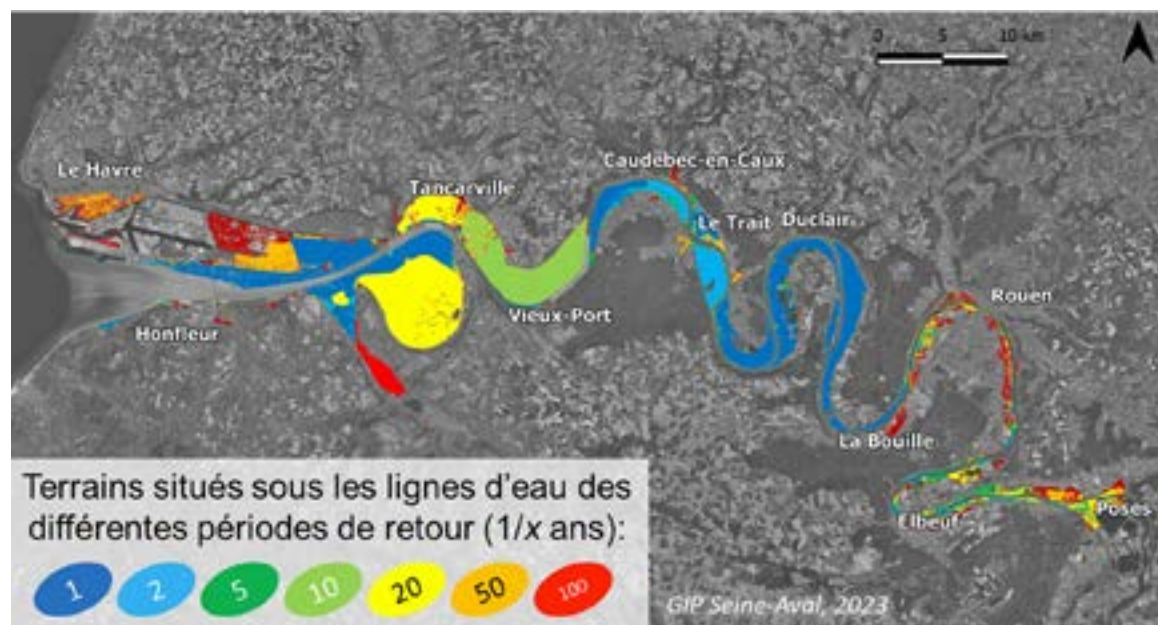 0 5 10 km
Le Havre
Caudebec-en-Caux
Tancarville
Le Trait Duclair
Rouen
Vieux-Port
Honfleur
La Bouille
Elbeuf
Poses
Terrains situés sous les lignes d'eau des
différentes périodes de retour (1/x ans):
1 2 5 10 20 50 100
GIP Seine-Aval, 2023